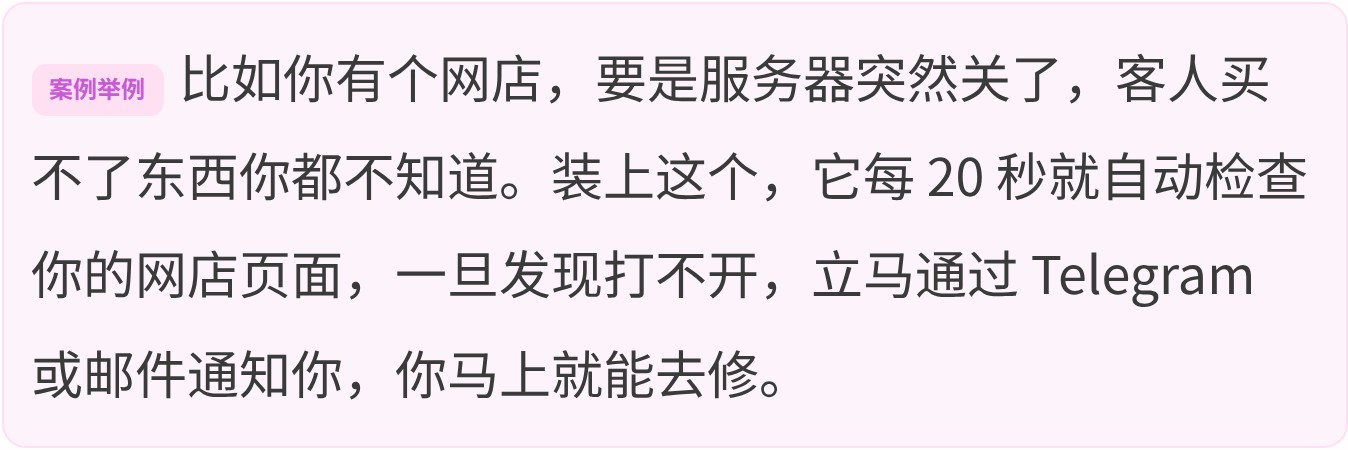 案例举例 比如你有个网店，要是服务器突然关了，客人买
不了东西你都不知道。装上这个，它每 20 秒就自动检查
你的网店页面，一旦发现打不开，立马通过 Telegram
或邮件通知你，你马上就能去修。